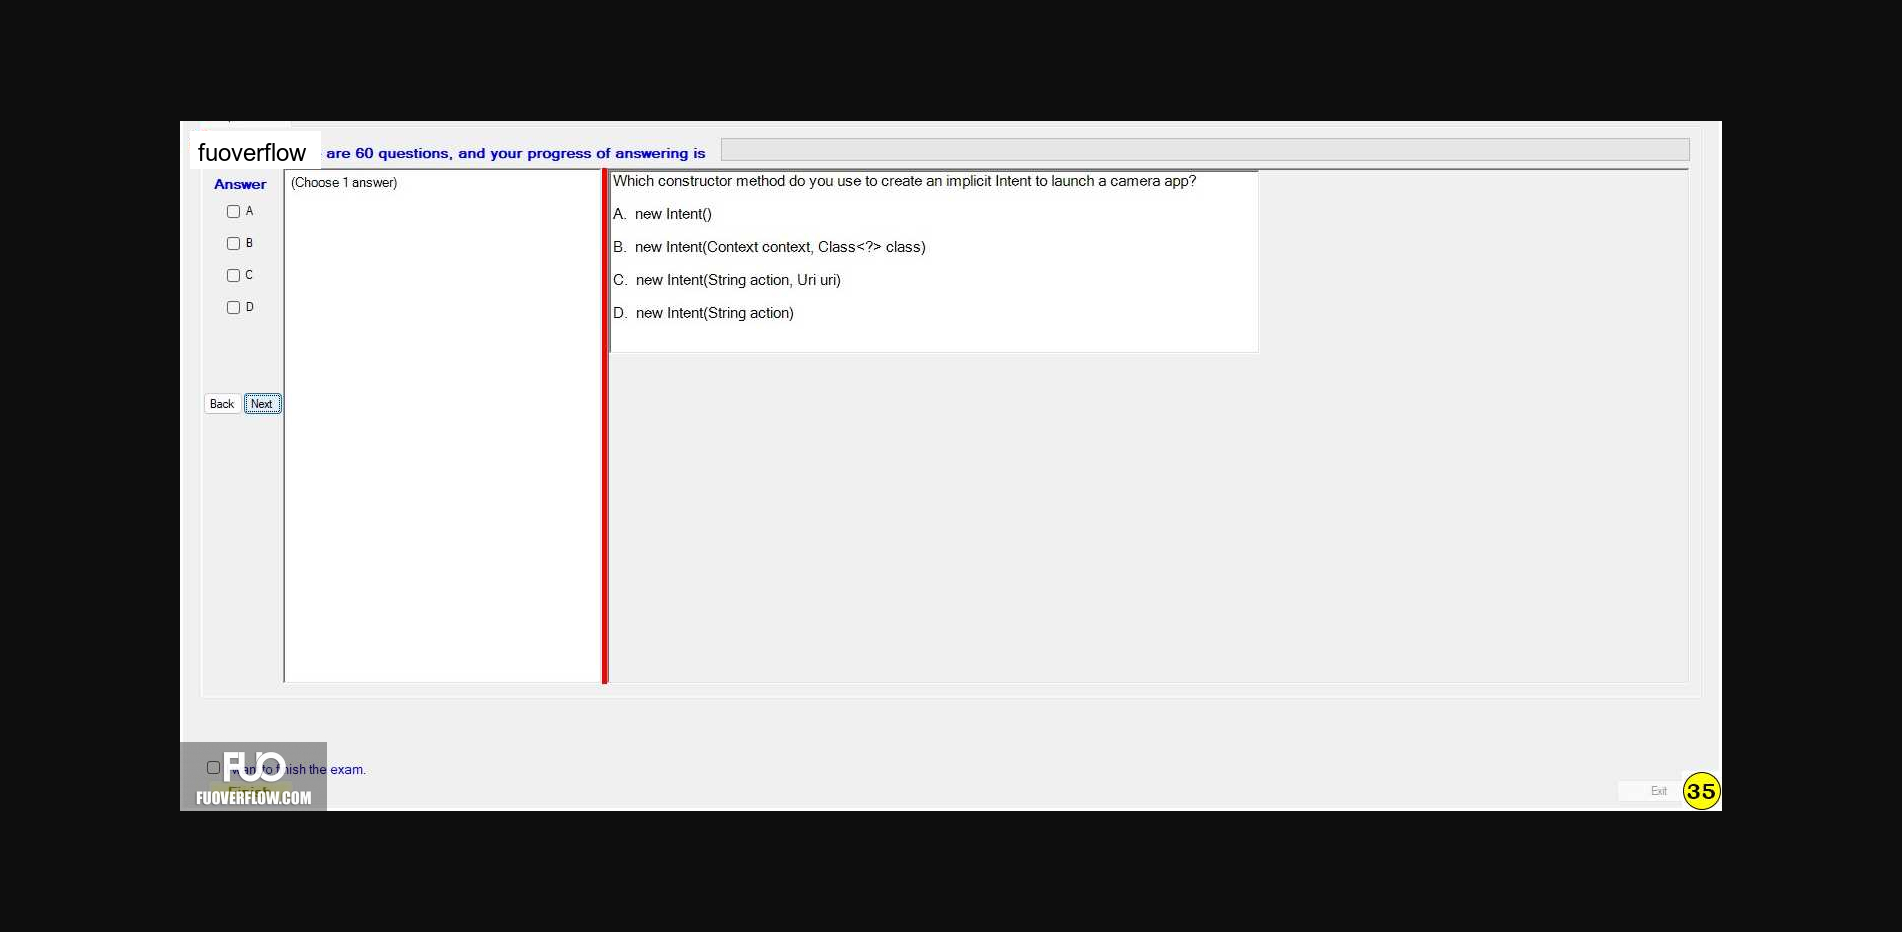 fuoverflow are 60 questions, and your progress of answering is
Answer
(Choose 1 answer)
A
B
C
D
Back Next
Which constructor method do you use to create an implicit Intent to launch a camera app?
A. new Intent()
B. new Intent(Context context, Class<?> class)
C. new Intent(String action, Uri uri)
D. new Intent(String action)
FUO
to finish the exam.
Finish
FUOVERFLOW.COM
Exit
35